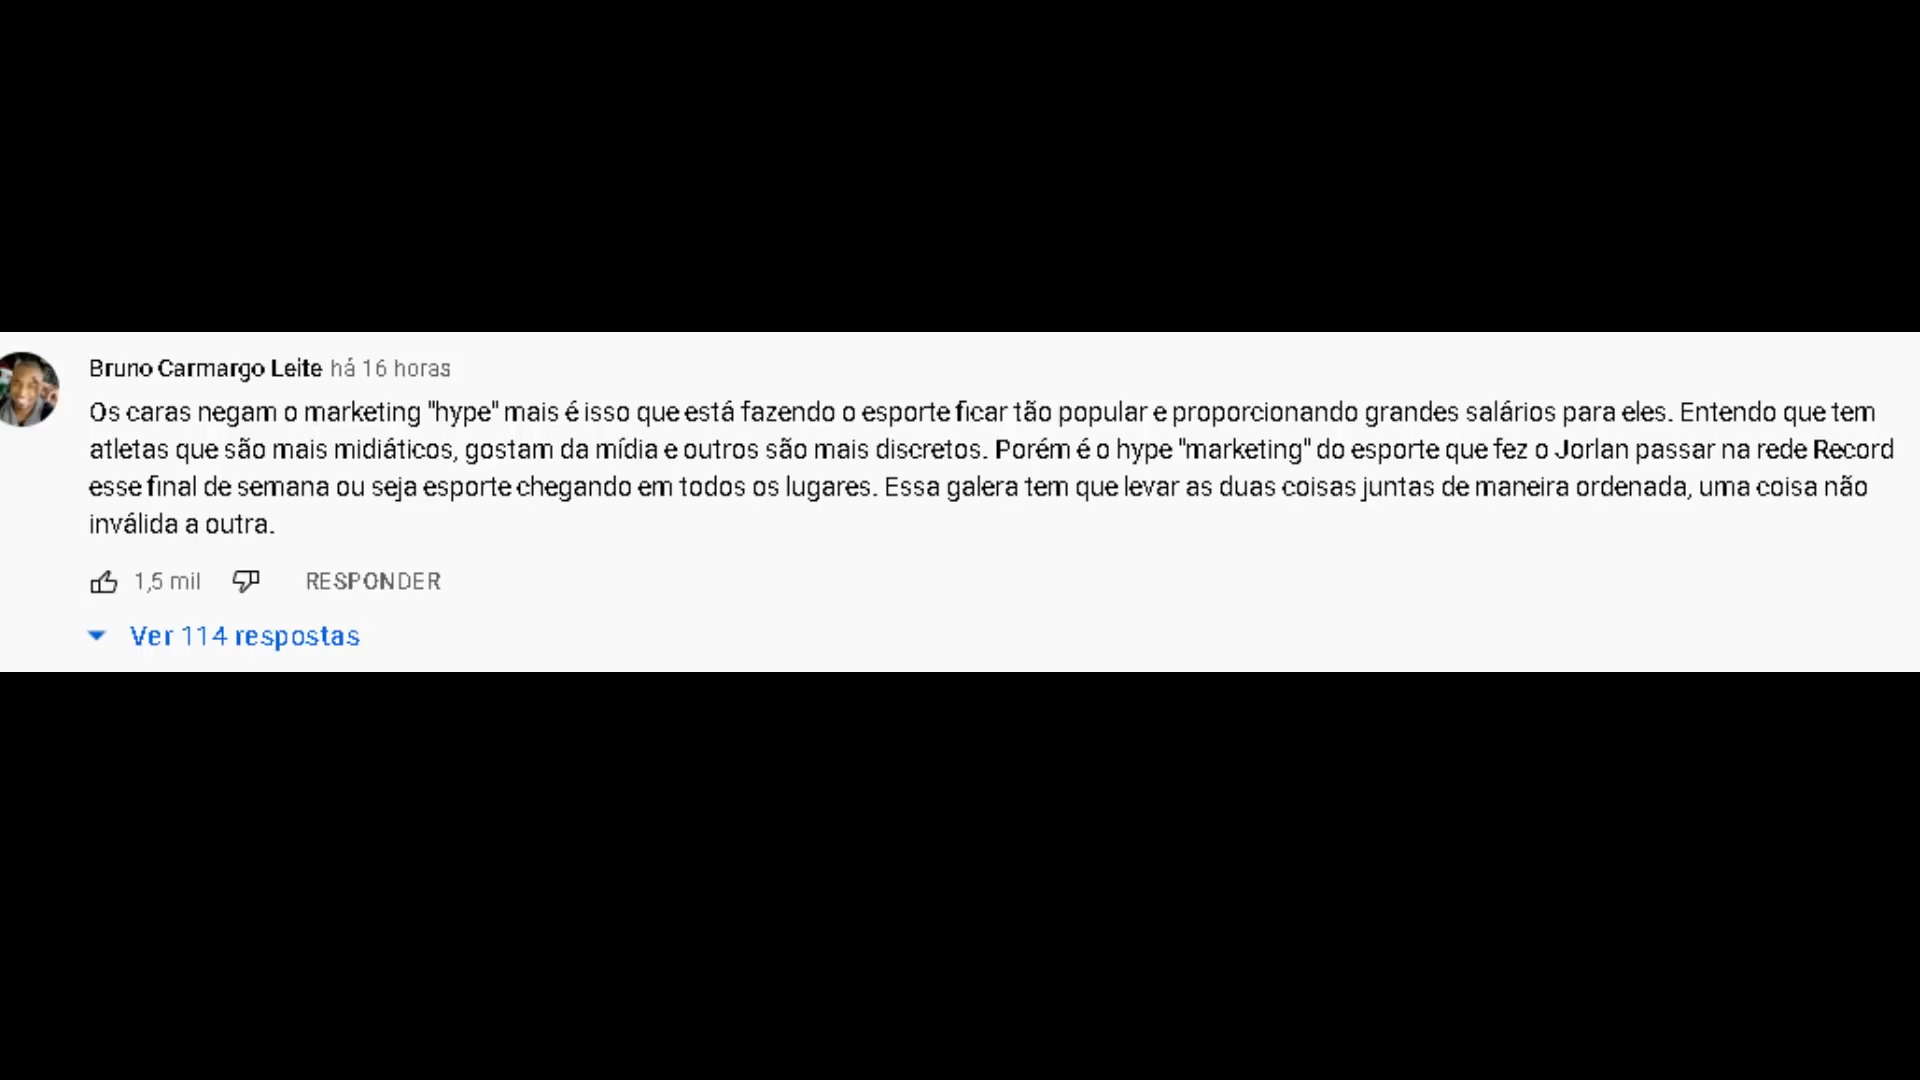 Bruno Carmargo Leite há 16 horas
Os caras negam o marketing "hype" mais é isso que está fazendo o esporte ficar tão popular e proporcionando grandes salários para eles. Entendo que tem
atletas que são mais midiáticos, gostam da mídia e outros são mais discretos. Porém é o hype "marketing" do esporte que fez o Jorlan passar na rede Record
esse final de semana ou seja esporte chegando em todos os lugares. Essa galera tem que levar as duas coisas juntas de maneira ordenada, uma coisa não
inválida a outra.
1,5 mil RESPONDER
Ver 114 respostas